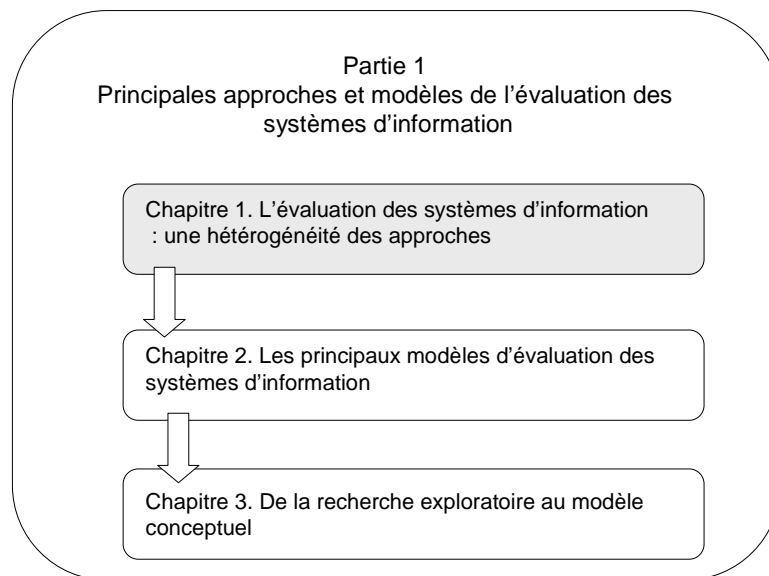 Partie 1
Principales approches et modèles de l’évaluation des
systèmes d’information
Chapitre 1. L’évaluation des systèmes d’information
: une hétérogénéité des approches
Chapitre 2. Les principaux modèles d’évaluation des
systèmes d’information
Chapitre 3. De la recherche exploratoire au modèle
conceptuel